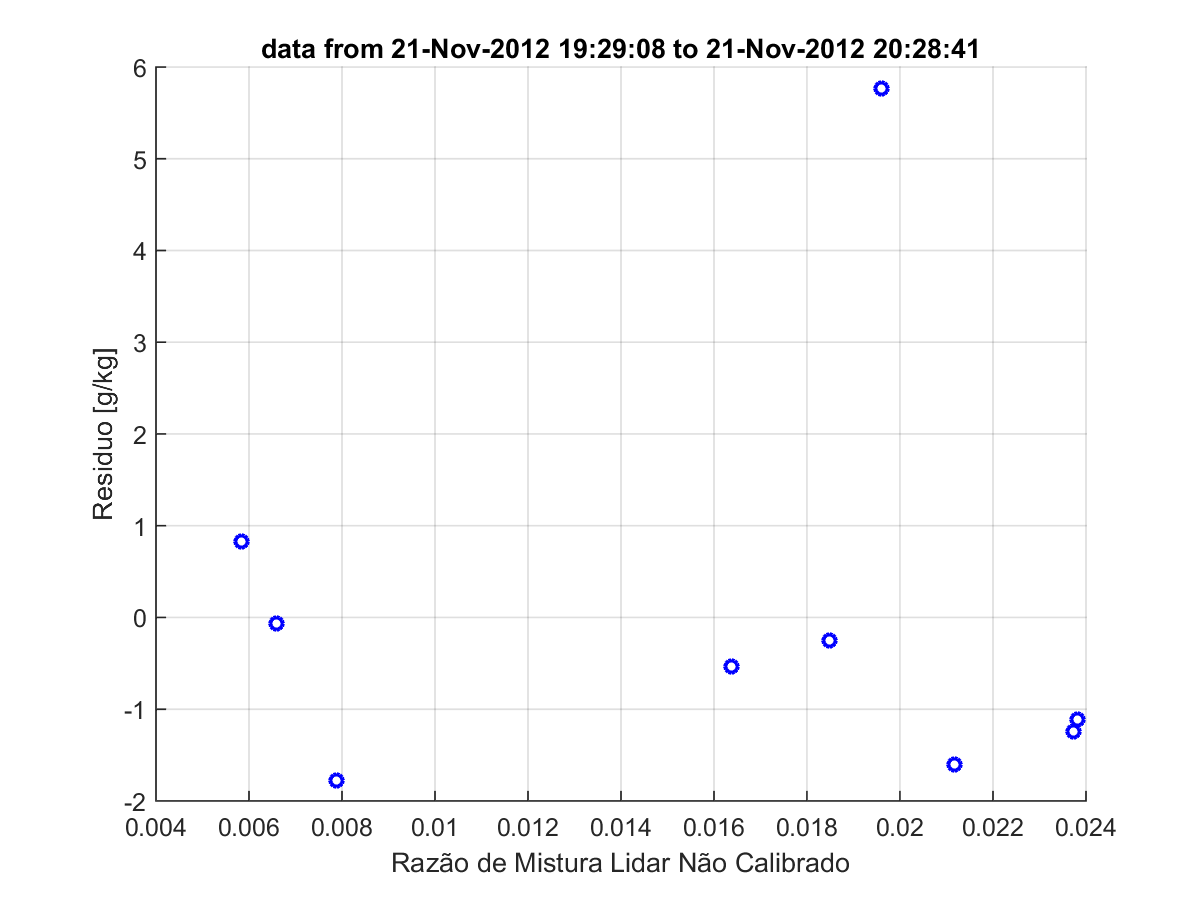 data from 21-Nov-2012 19:29:08 to 21-Nov-2012 20:28:41
6
5
4
3
2
1
0
-1
-2
Residuo [g/kg]
0.004 0.006 0.008 0.01 0.012 0.014 0.016 0.018 0.02 0.022 0.024
Razão de Mistura Lidar Não Calibrado